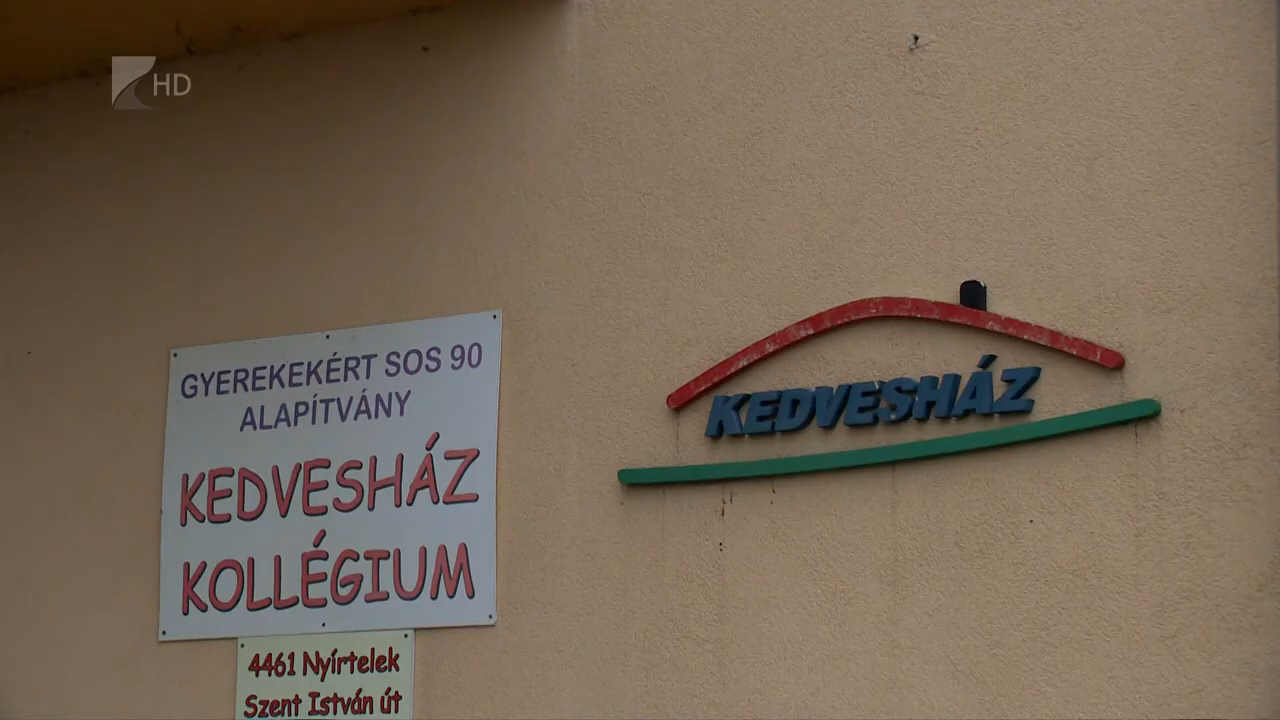 HD
GYEREKEKÉRT SOS 90
ALAPÍTVÁNY
KEDVESHÁZ
KOLLÉGIUM
4461 Nyírtelek
Szent István út
KEDVESHÁZ